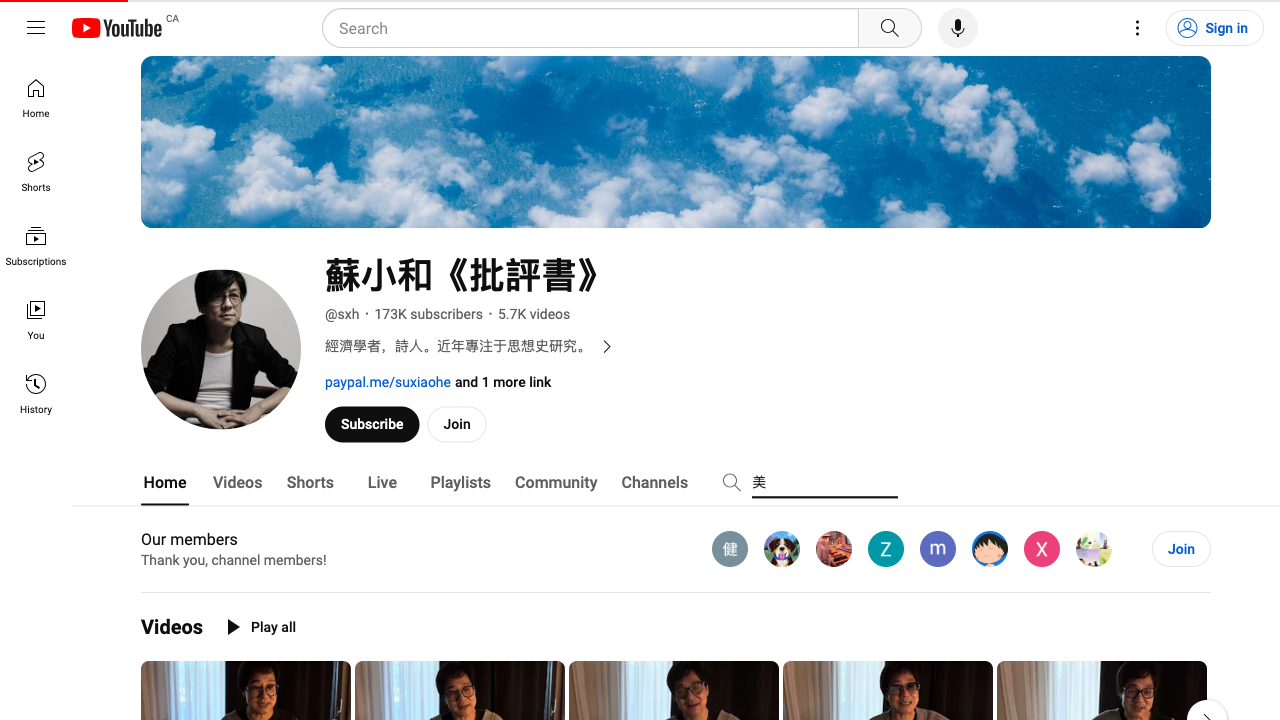 YouTube CA
Search
Sign in
Home
Shorts
Subscriptions
You
History
蘇小和《批評書》
@sxh・173K subscribers・5.7K videos
經濟學者，詩人。近年專注于思想史研究。
paypal.me/suxiaohe and 1 more link
Subscribe Join
Home Videos Shorts Live Playlists Community Channels 美
Our members
Thank you, channel members!
健 Z m X
Join
Videos Play all